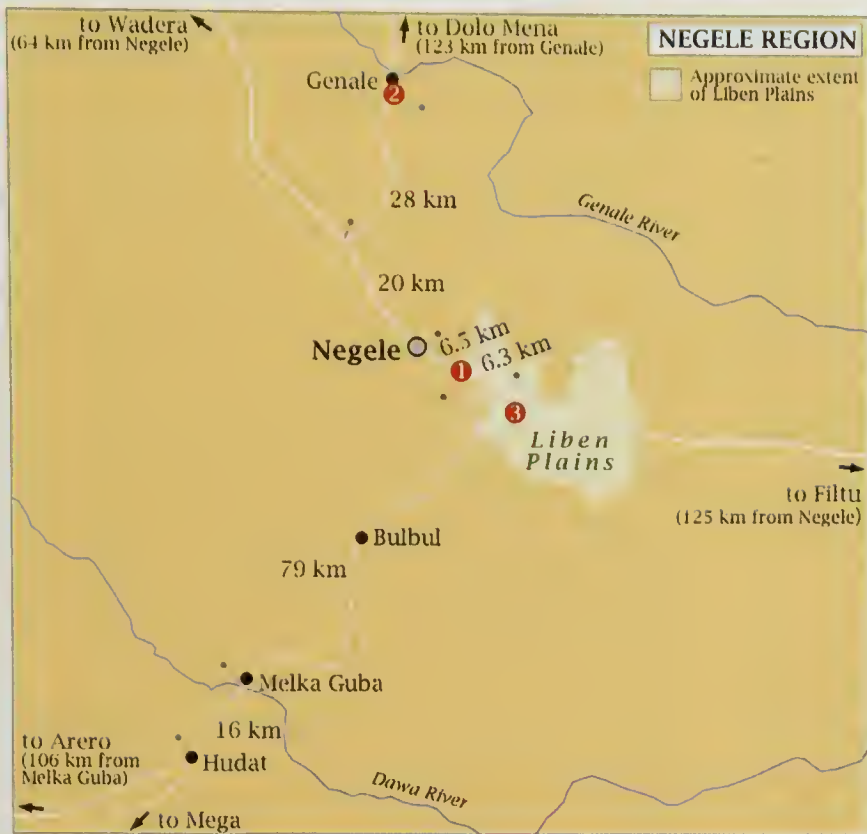 to Wadera
(64 km from Negele)
to Dolo Mena
(123 km from Genale)
NEGELE REGION
Approximate extent
of Liben Plains
Genale
2
28 km
Genale River
20 km
Negele
6.5 km
6.3 km
1
3
Liben
Plains
to Filtu
(125 km from Negele)
Bulbul
79 km
Melka Guba
16 km
to Arero
(106 km from
Melka Guba)
Hudat
Dawa River
to Mega